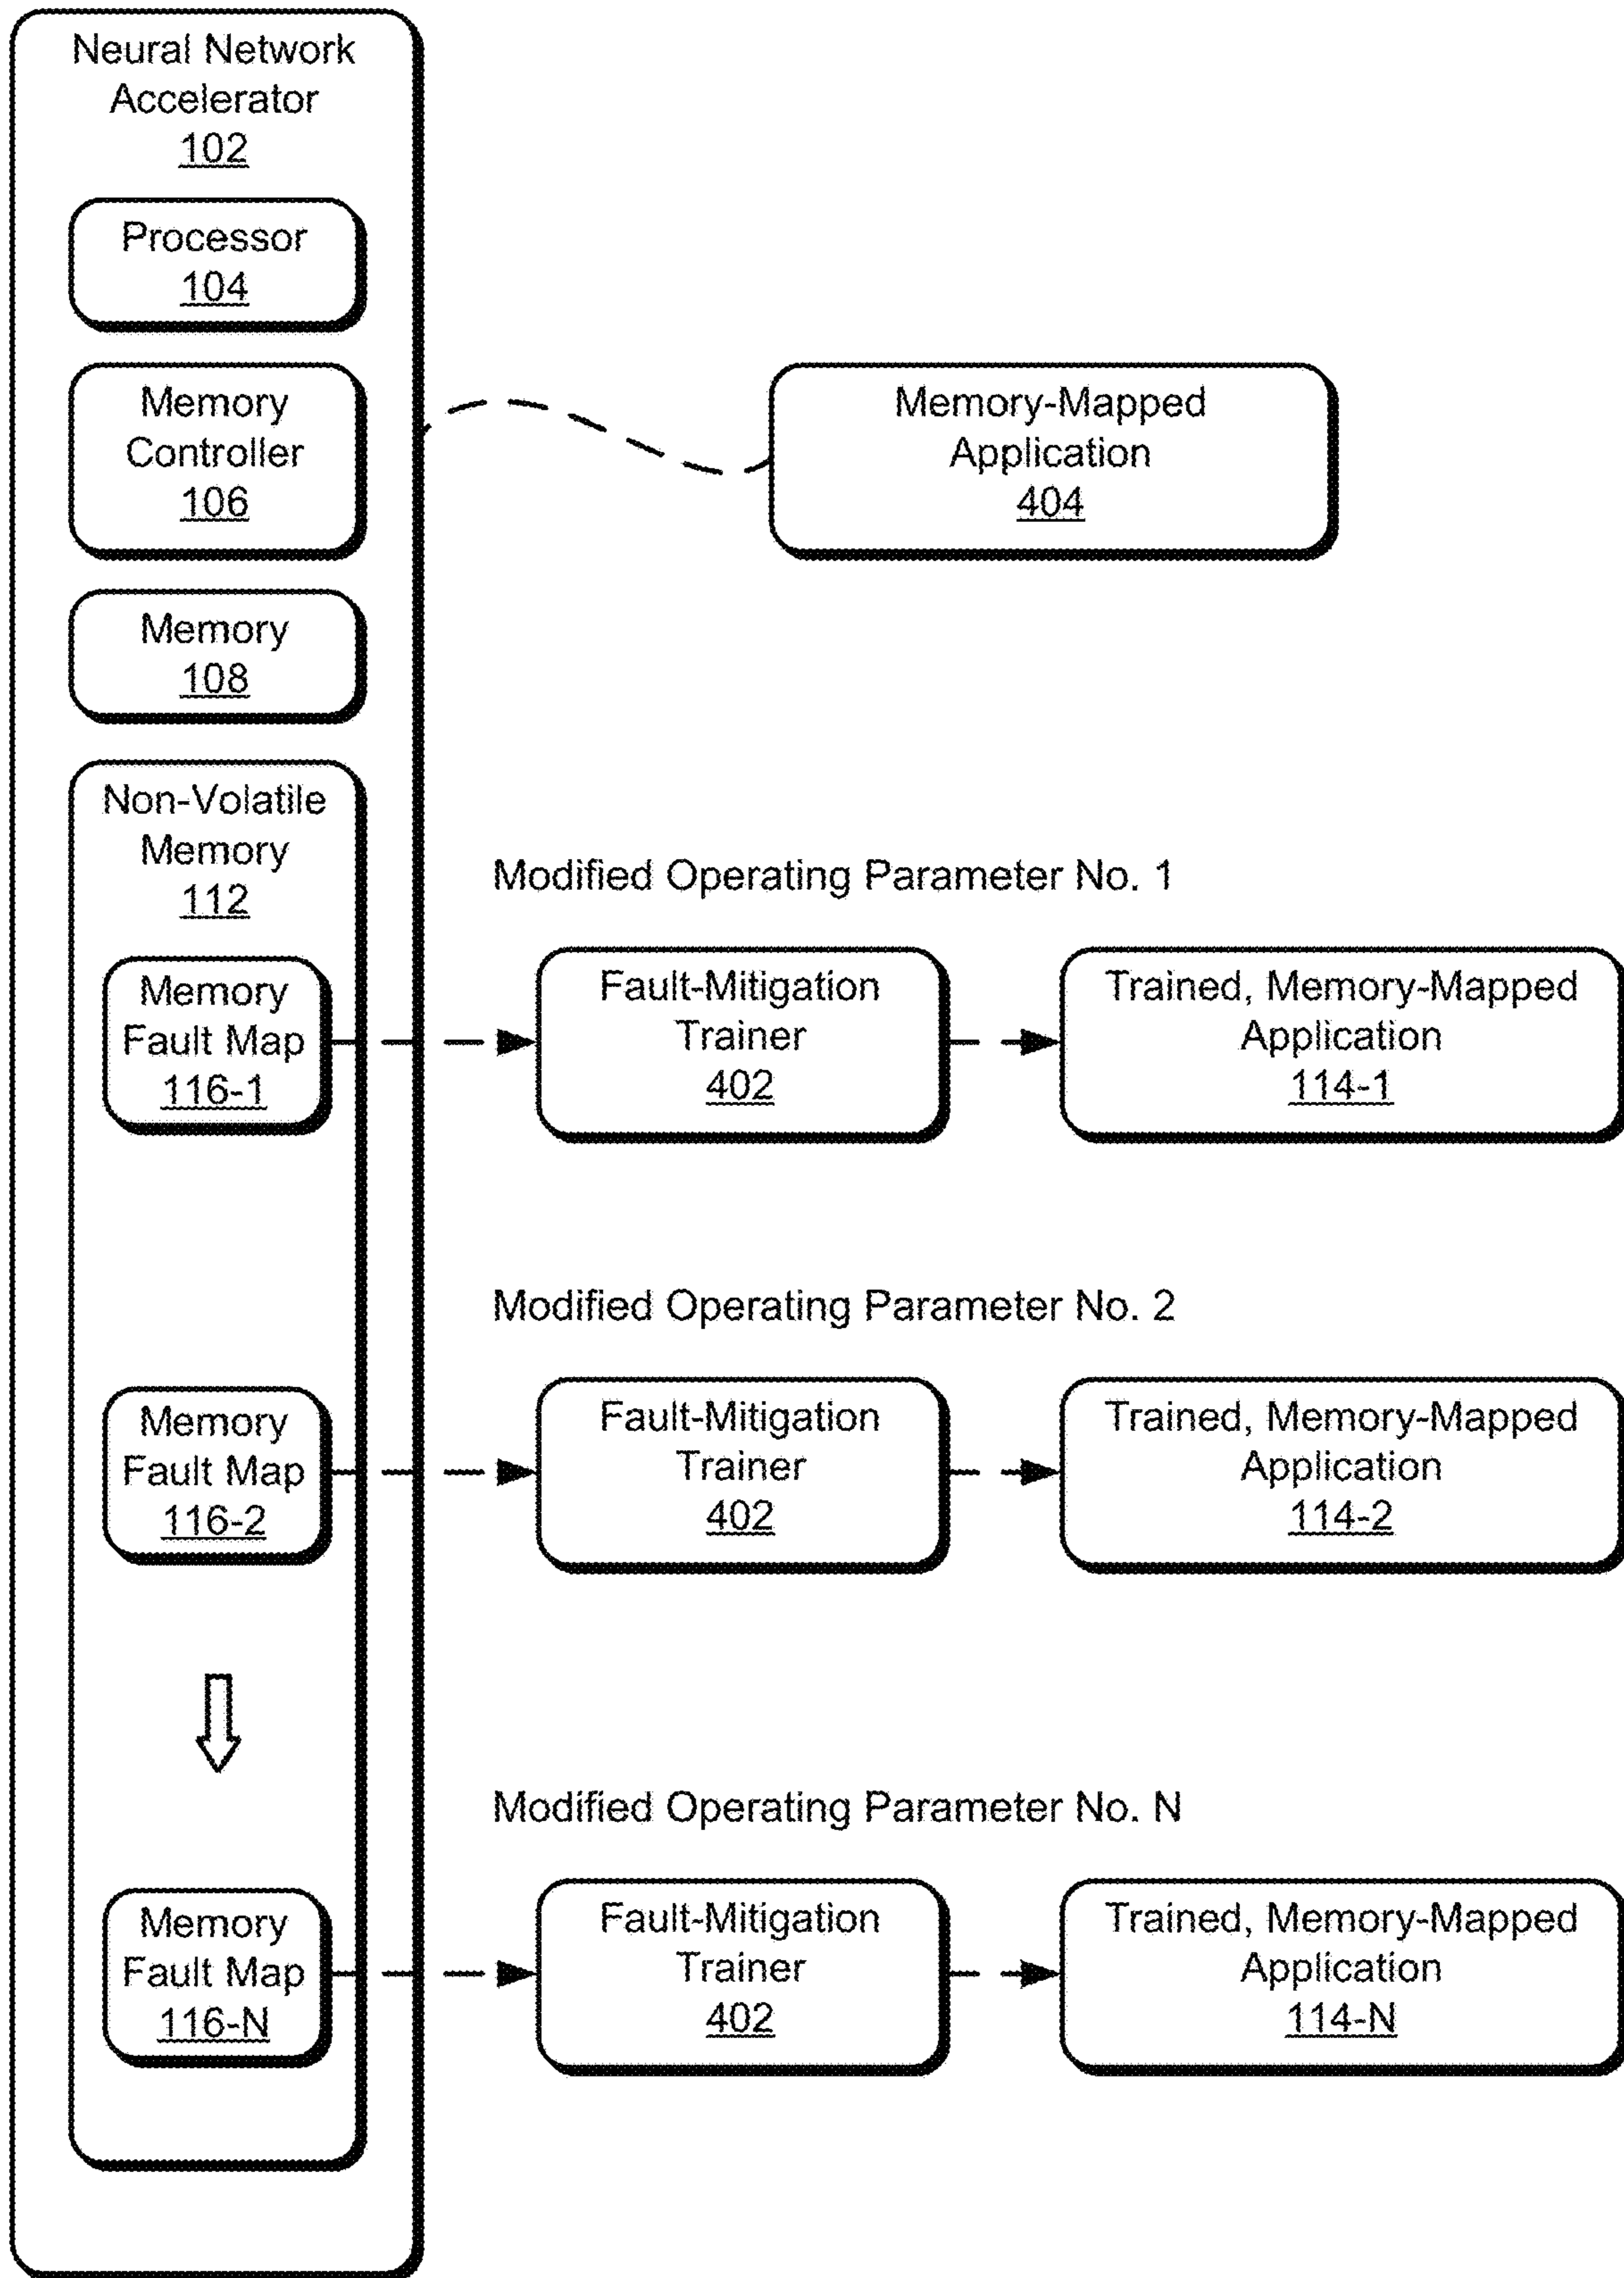 Neural Network
Accelerator
102
Processor
104
Memory
Controller
106
Memory-Mapped
Application
404
Memory
108
Non-Volatile
Memory
112
Modified Operating Parameter No. 1
Memory
Fault Map
116-1
Fault-Mitigation
Trainer
402
Trained, Memory-Mapped
Application
114-1
Modified Operating Parameter No. 2
Memory
Fault Map
116-2
Fault-Mitigation
Trainer
402
Trained, Memory-Mapped
Application
114-2
Modified Operating Parameter No. N
Memory
Fault Map
116-N
Fault-Mitigation
Trainer
402
Trained, Memory-Mapped
Application
114-N